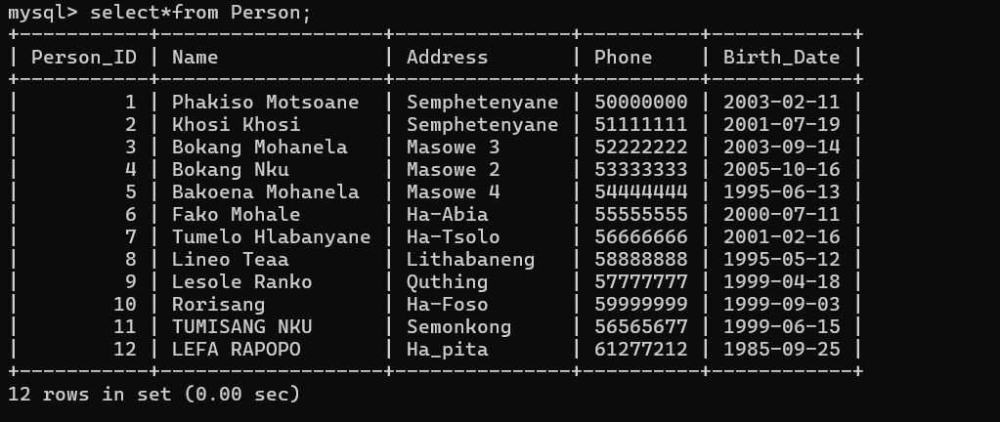 mysql> select*from Person;
+-----------+-------------------+---------------+----------+------------+
| Person_ID | Name              | Address       | Phone    | Birth_Date |
+-----------+-------------------+---------------+----------+------------+
|         1 | Phakiso Motsoane  | Semphetenyane | 50000000 | 2003-02-11 |
|         2 | Khosi Khosi       | Semphetenyane | 51111111 | 2001-07-19 |
|         3 | Bokang Mohanela   | Masowe 3      | 52222222 | 2003-09-14 |
|         4 | Bokang Nku        | Masowe 2      | 53333333 | 2005-10-16 |
|         5 | Bakoena Mohanela  | Masowe 4      | 54444444 | 1995-06-13 |
|         6 | Fako Mohale       | Ha-Abia       | 55555555 | 2000-07-11 |
|         7 | Tumelo Hlabanyane | Ha-Tsolo      | 56666666 | 2001-02-16 |
|         8 | Lineo Teaa        | Lithabaneng   | 58888888 | 1995-05-12 |
|         9 | Lesole Ranko      | Quthing       | 57777777 | 1999-04-18 |
|        10 | Rorisang          | Ha-Foso       | 59999999 | 1999-09-03 |
|        11 | TUMISANG NKU      | Semonkong     | 56565677 | 1999-06-15 |
|        12 | LEFA RAPOPO       | Ha_pita       | 61277212 | 1985-09-25 |
+-----------+-------------------+---------------+----------+------------+
12 rows in set (0.00 sec)